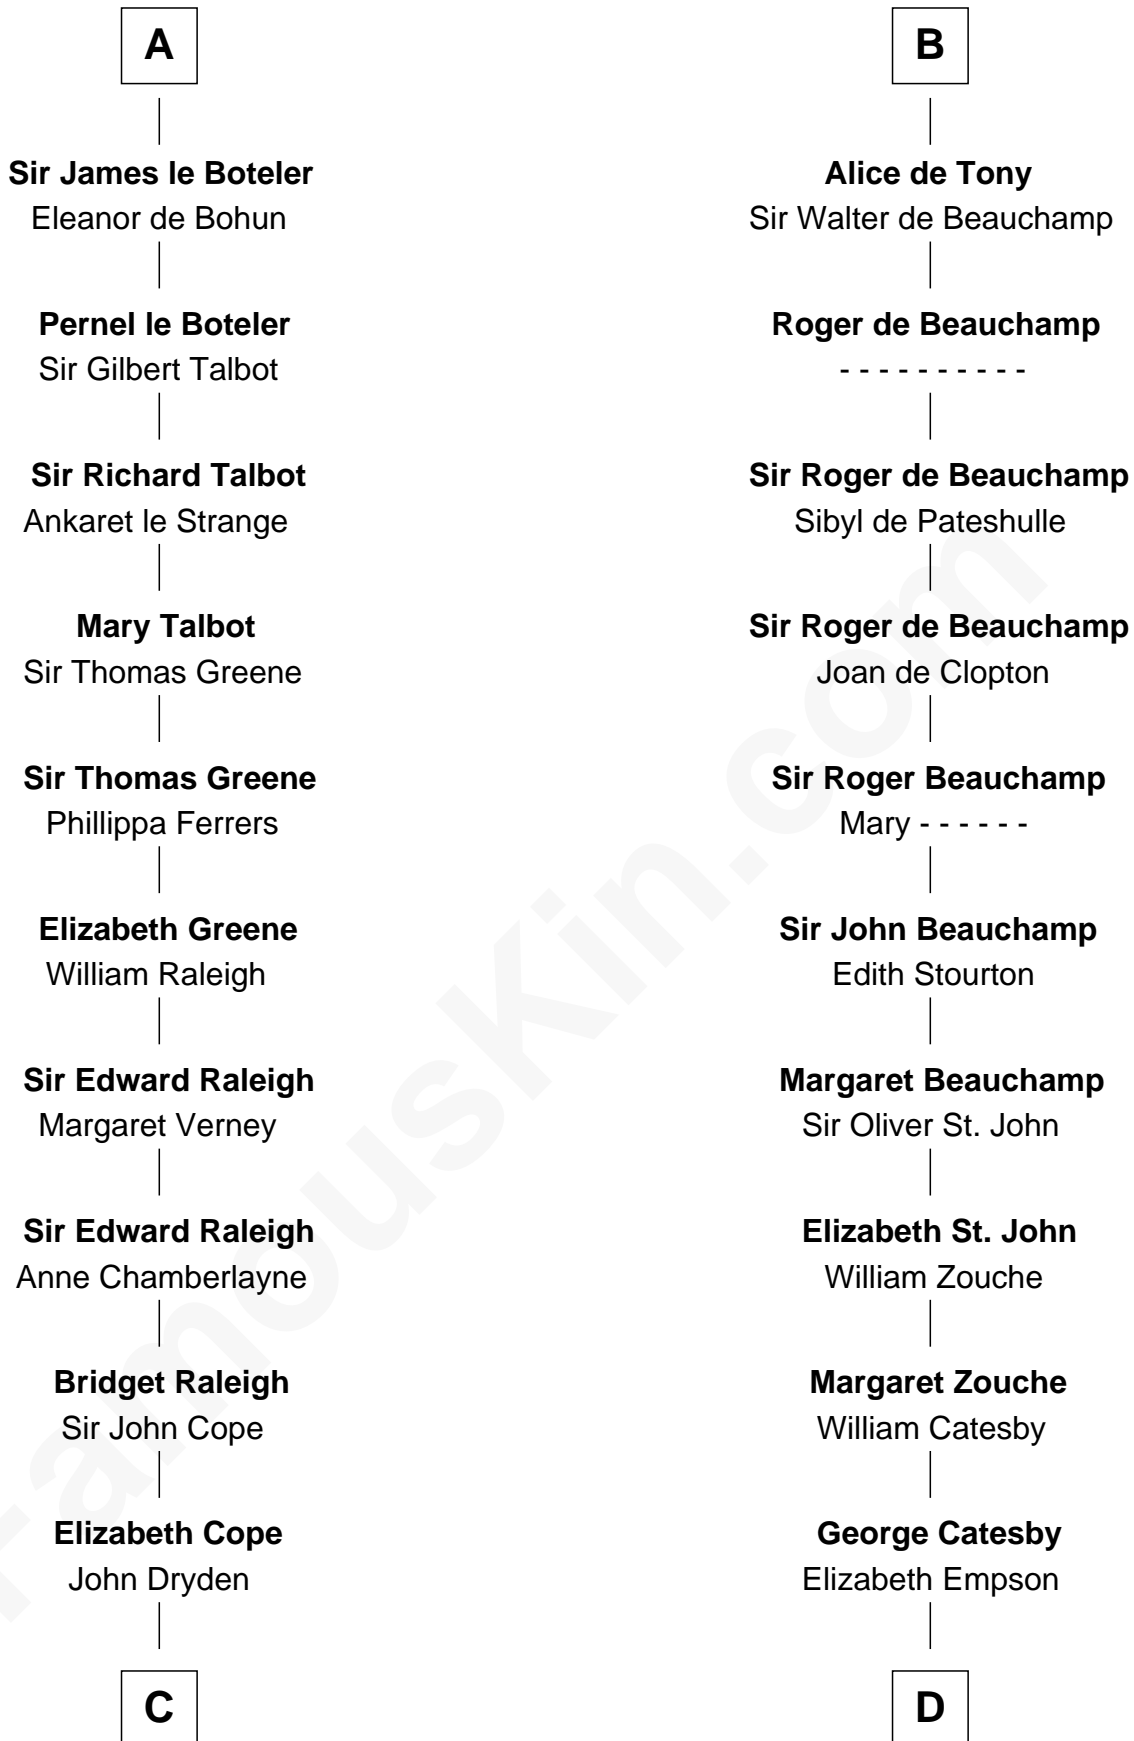 A
Sir James le Boteler
Eleanor de Bohun
Pernel le Boteler
Sir Gilbert Talbot
Sir Richard Talbot
Ankaret le Strange
Mary Talbot
Sir Thomas Greene
Sir Thomas Greene
Phillippa Ferrers
Elizabeth Greene
William Raleigh
Sir Edward Raleigh
Margaret Verney
Sir Edward Raleigh
Anne Chamberlayne
Bridget Raleigh
Sir John Cope
Elizabeth Cope
John Dryden
C
B
Alice de Tony
Sir Walter de Beauchamp
Roger de Beauchamp
- - - - - - - - - -
Sir Roger de Beauchamp
Sibyl de Pateshulle
Sir Roger de Beauchamp
Joan de Clopton
Sir Roger Beauchamp
Mary - - - - - -
Sir John Beauchamp
Edith Stourton
Margaret Beauchamp
Sir Oliver St. John
Elizabeth St. John
William Zouche
Margaret Zouche
William Catesby
George Catesby
Elizabeth Empson
D
FamousKin.com